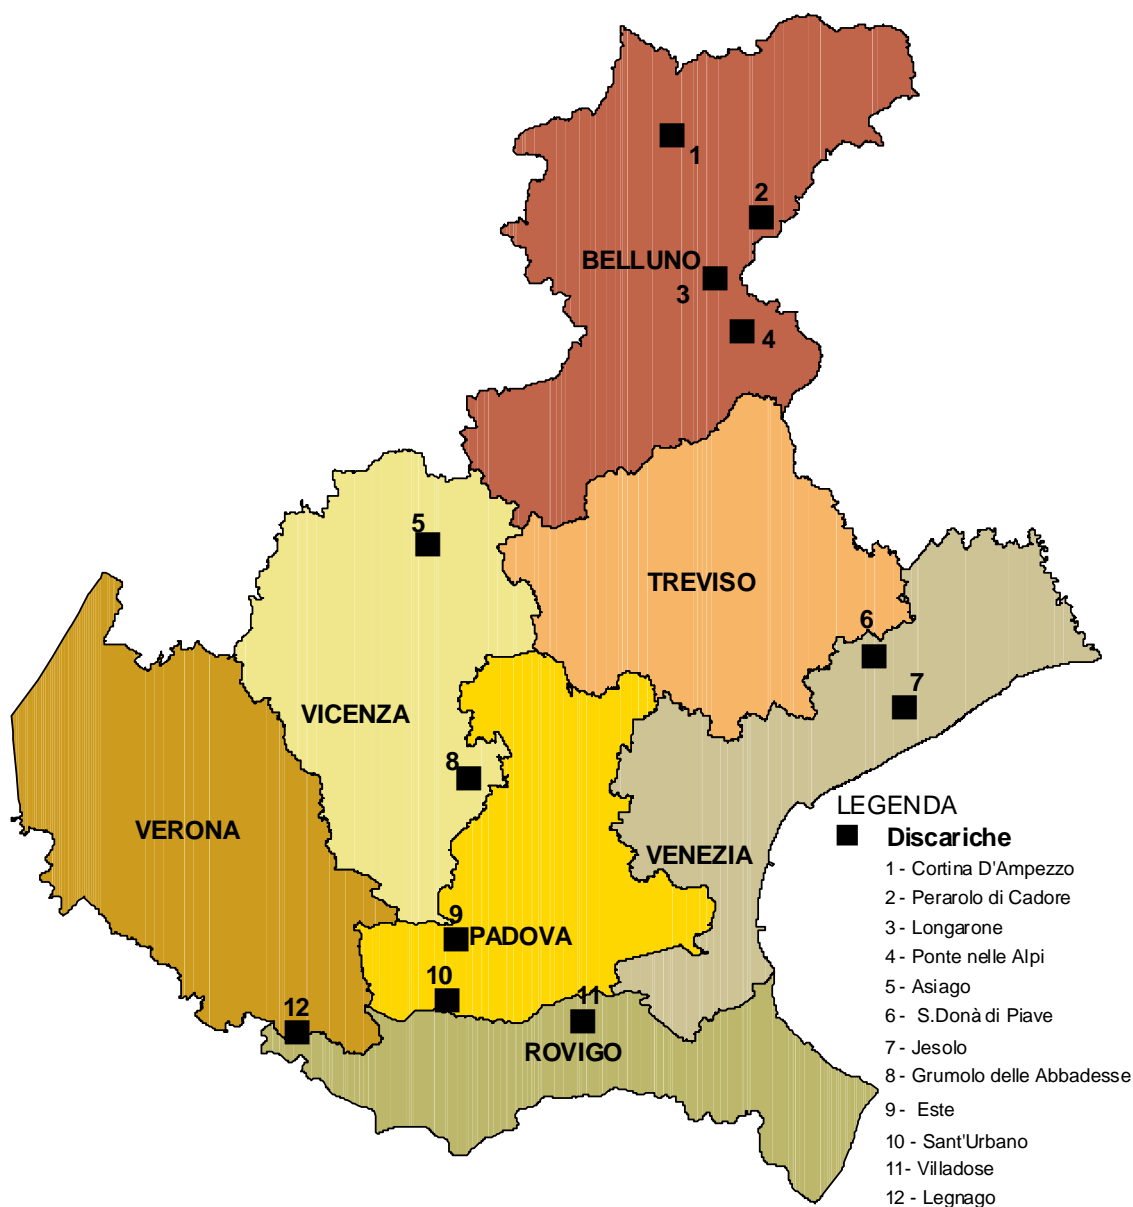 1
2
BELLUNO
3
4
5
TREVISO
6
7
VICENZA
8
VERONA
VENEZIA
9
PADOVA
10
11
12
ROVIGO
LEGENDA
Discariche
1 - Cortina D'Ampezzo
2 - Perarolo di Cadore
3 - Longarone
4 - Ponte nelle Alpi
5 - Asiago
6 - S.Donà di Piave
7 - Jesolo
8 - Grumolo delle Abbadesse
9 - Este
10 - Sant'Urbano
11- Villadose
12 - Legnago